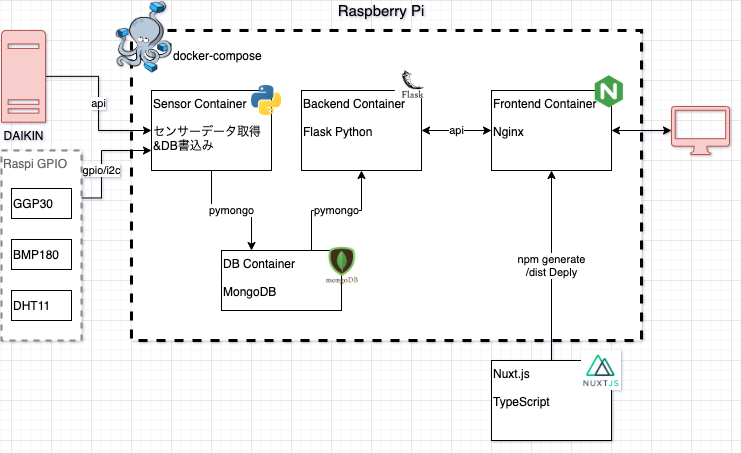 Raspberry Pi
docker-compose
DAIKIN
api
Raspi GPIO
gpio/i2c
GGP30
BMP180
DHT11
Sensor Container
センサーデータ取得
&DB書込み
Backend Container
Flask
Flask Python
api
Frontend Container
Nginx
N
pymongo
pymongo
DB Container
MongoDB
mongoDB
npm generate
/dist Deply
Nuxt.js
TypeScript
NUXTJS